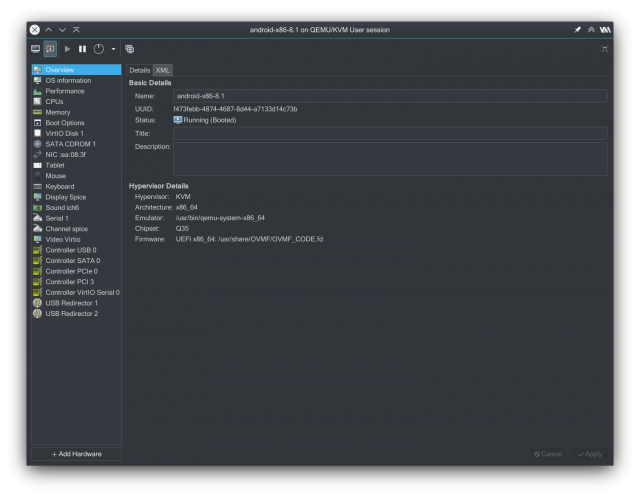 android-x86-8.1 on QEMU/KVM User session
Overview
OS information
Performance
CPUs
Memory
Boot Options
VirtIO Disk 1
SATA CDROM 1
NIC :ea:08:3f
Tablet
Mouse
Keyboard
Display Spice
Sound ich6
Serial 1
Channel spice
Video Virtio
Controller USB 0
Controller SATA 0
Controller PCIe 0
Controller PCI 3
Controller VirtIO Serial 0
USB Redirector 1
USB Redirector 2
+ Add Hardware
Details XML
Basic Details
Name: android-x86-8.1
UUID: f473febb-4874-4687-8d44-a7133d14c73b
Status: Running (Booted)
Title:
Description:
Hypervisor Details
Hypervisor: KVM
Architecture: x86_64
Emulator: /usr/bin/qemu-system-x86_64
Chipset: Q35
Firmware: UEFI x86_64: /usr/share/OVMF/OVMF_CODE.fd
Cancel Apply